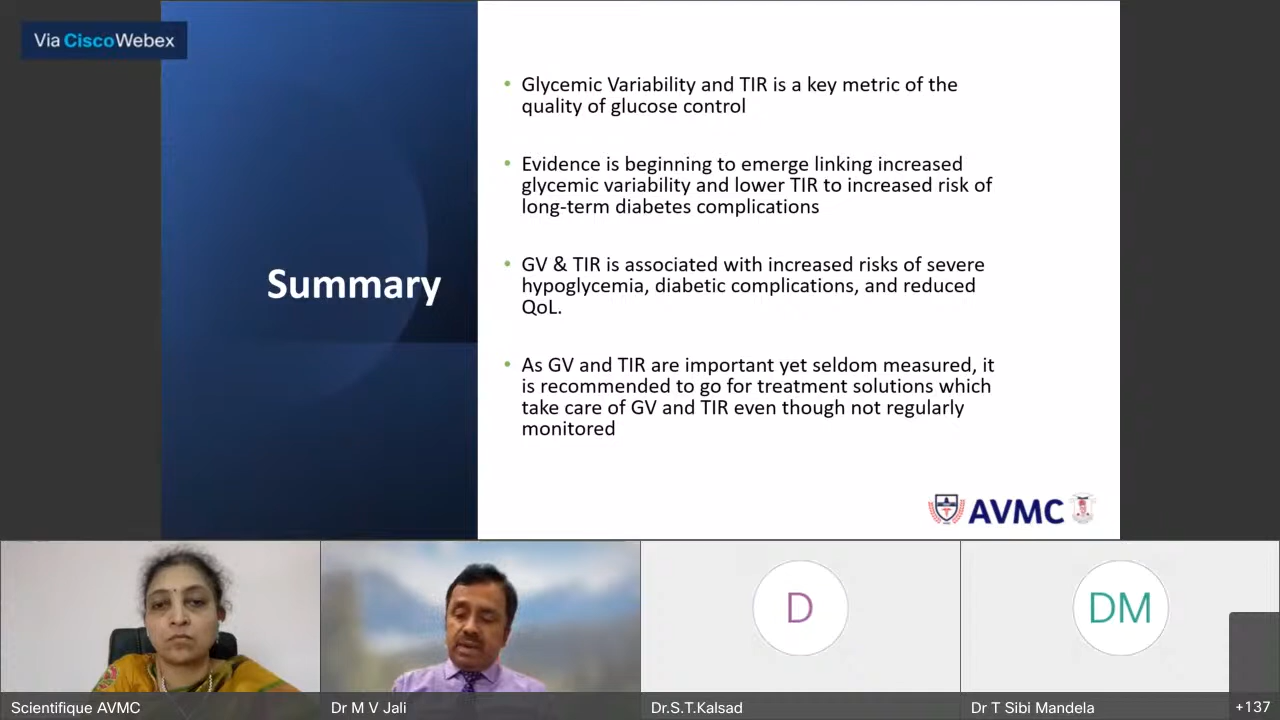 Via CiscoWebex
Summary
• Glycemic Variability and TIR is a key metric of the
quality of glucose control
• Evidence is beginning to emerge linking increased
glycemic variability and lower TIR to increased risk of
long-term diabetes complications
• GV & TIR is associated with increased risks of severe
hypoglycemia, diabetic complications, and reduced
QoL.
• As GV and TIR are important yet seldom measured, it
is recommended to go for treatment solutions which
take care of GV and TIR even though not regularly
monitored
AVMC
D
DM
Scientifique AVMC
Dr M V Jali
Dr.S.T.Kalsad
Dr T Sibi Mandela
+137